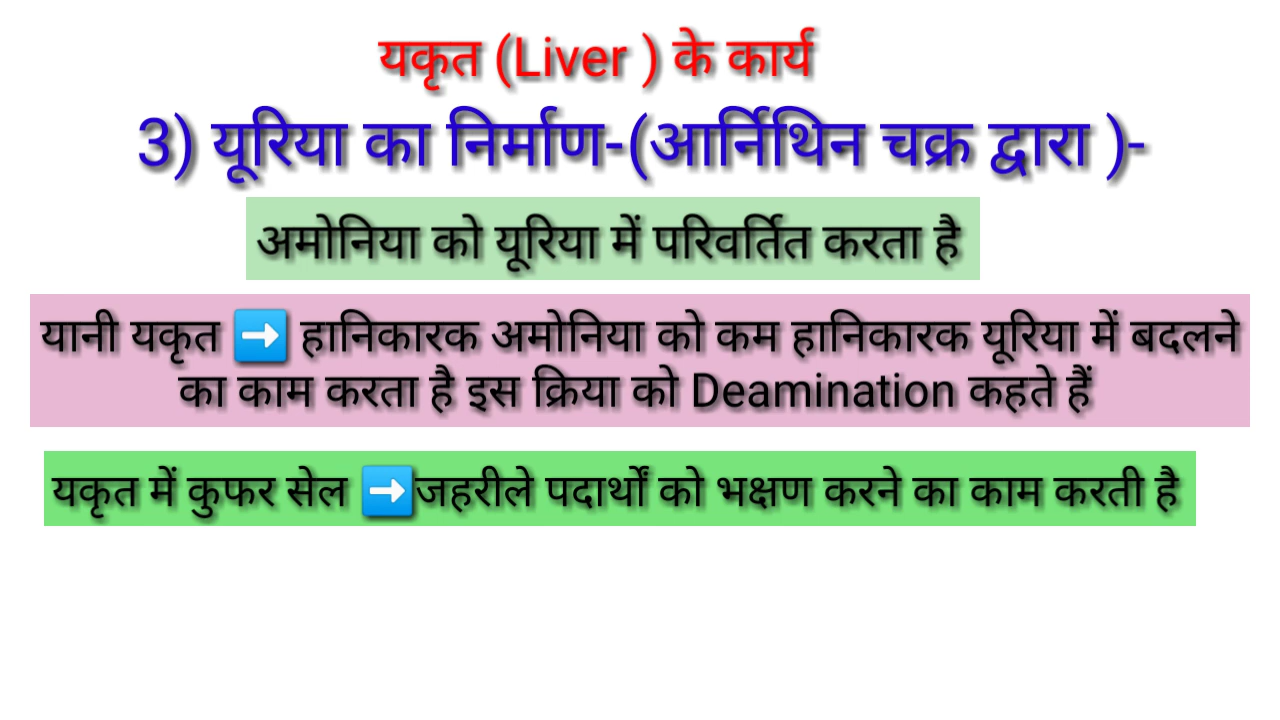 यकृत (Liver ) के कार्य
3) यूरिया का निर्माण-(आर्निथिन चक्र द्वारा )-
अमोनिया को यूरिया में परिवर्तित करता है
यानी यकृत ➡️ हानिकारक अमोनिया को कम हानिकारक यूरिया में बदलने
का काम करता है इस क्रिया को Deamination कहते हैं
यकृत में कुफर सेल ➡️जहरीले पदार्थों को भक्षण करने का काम करती है